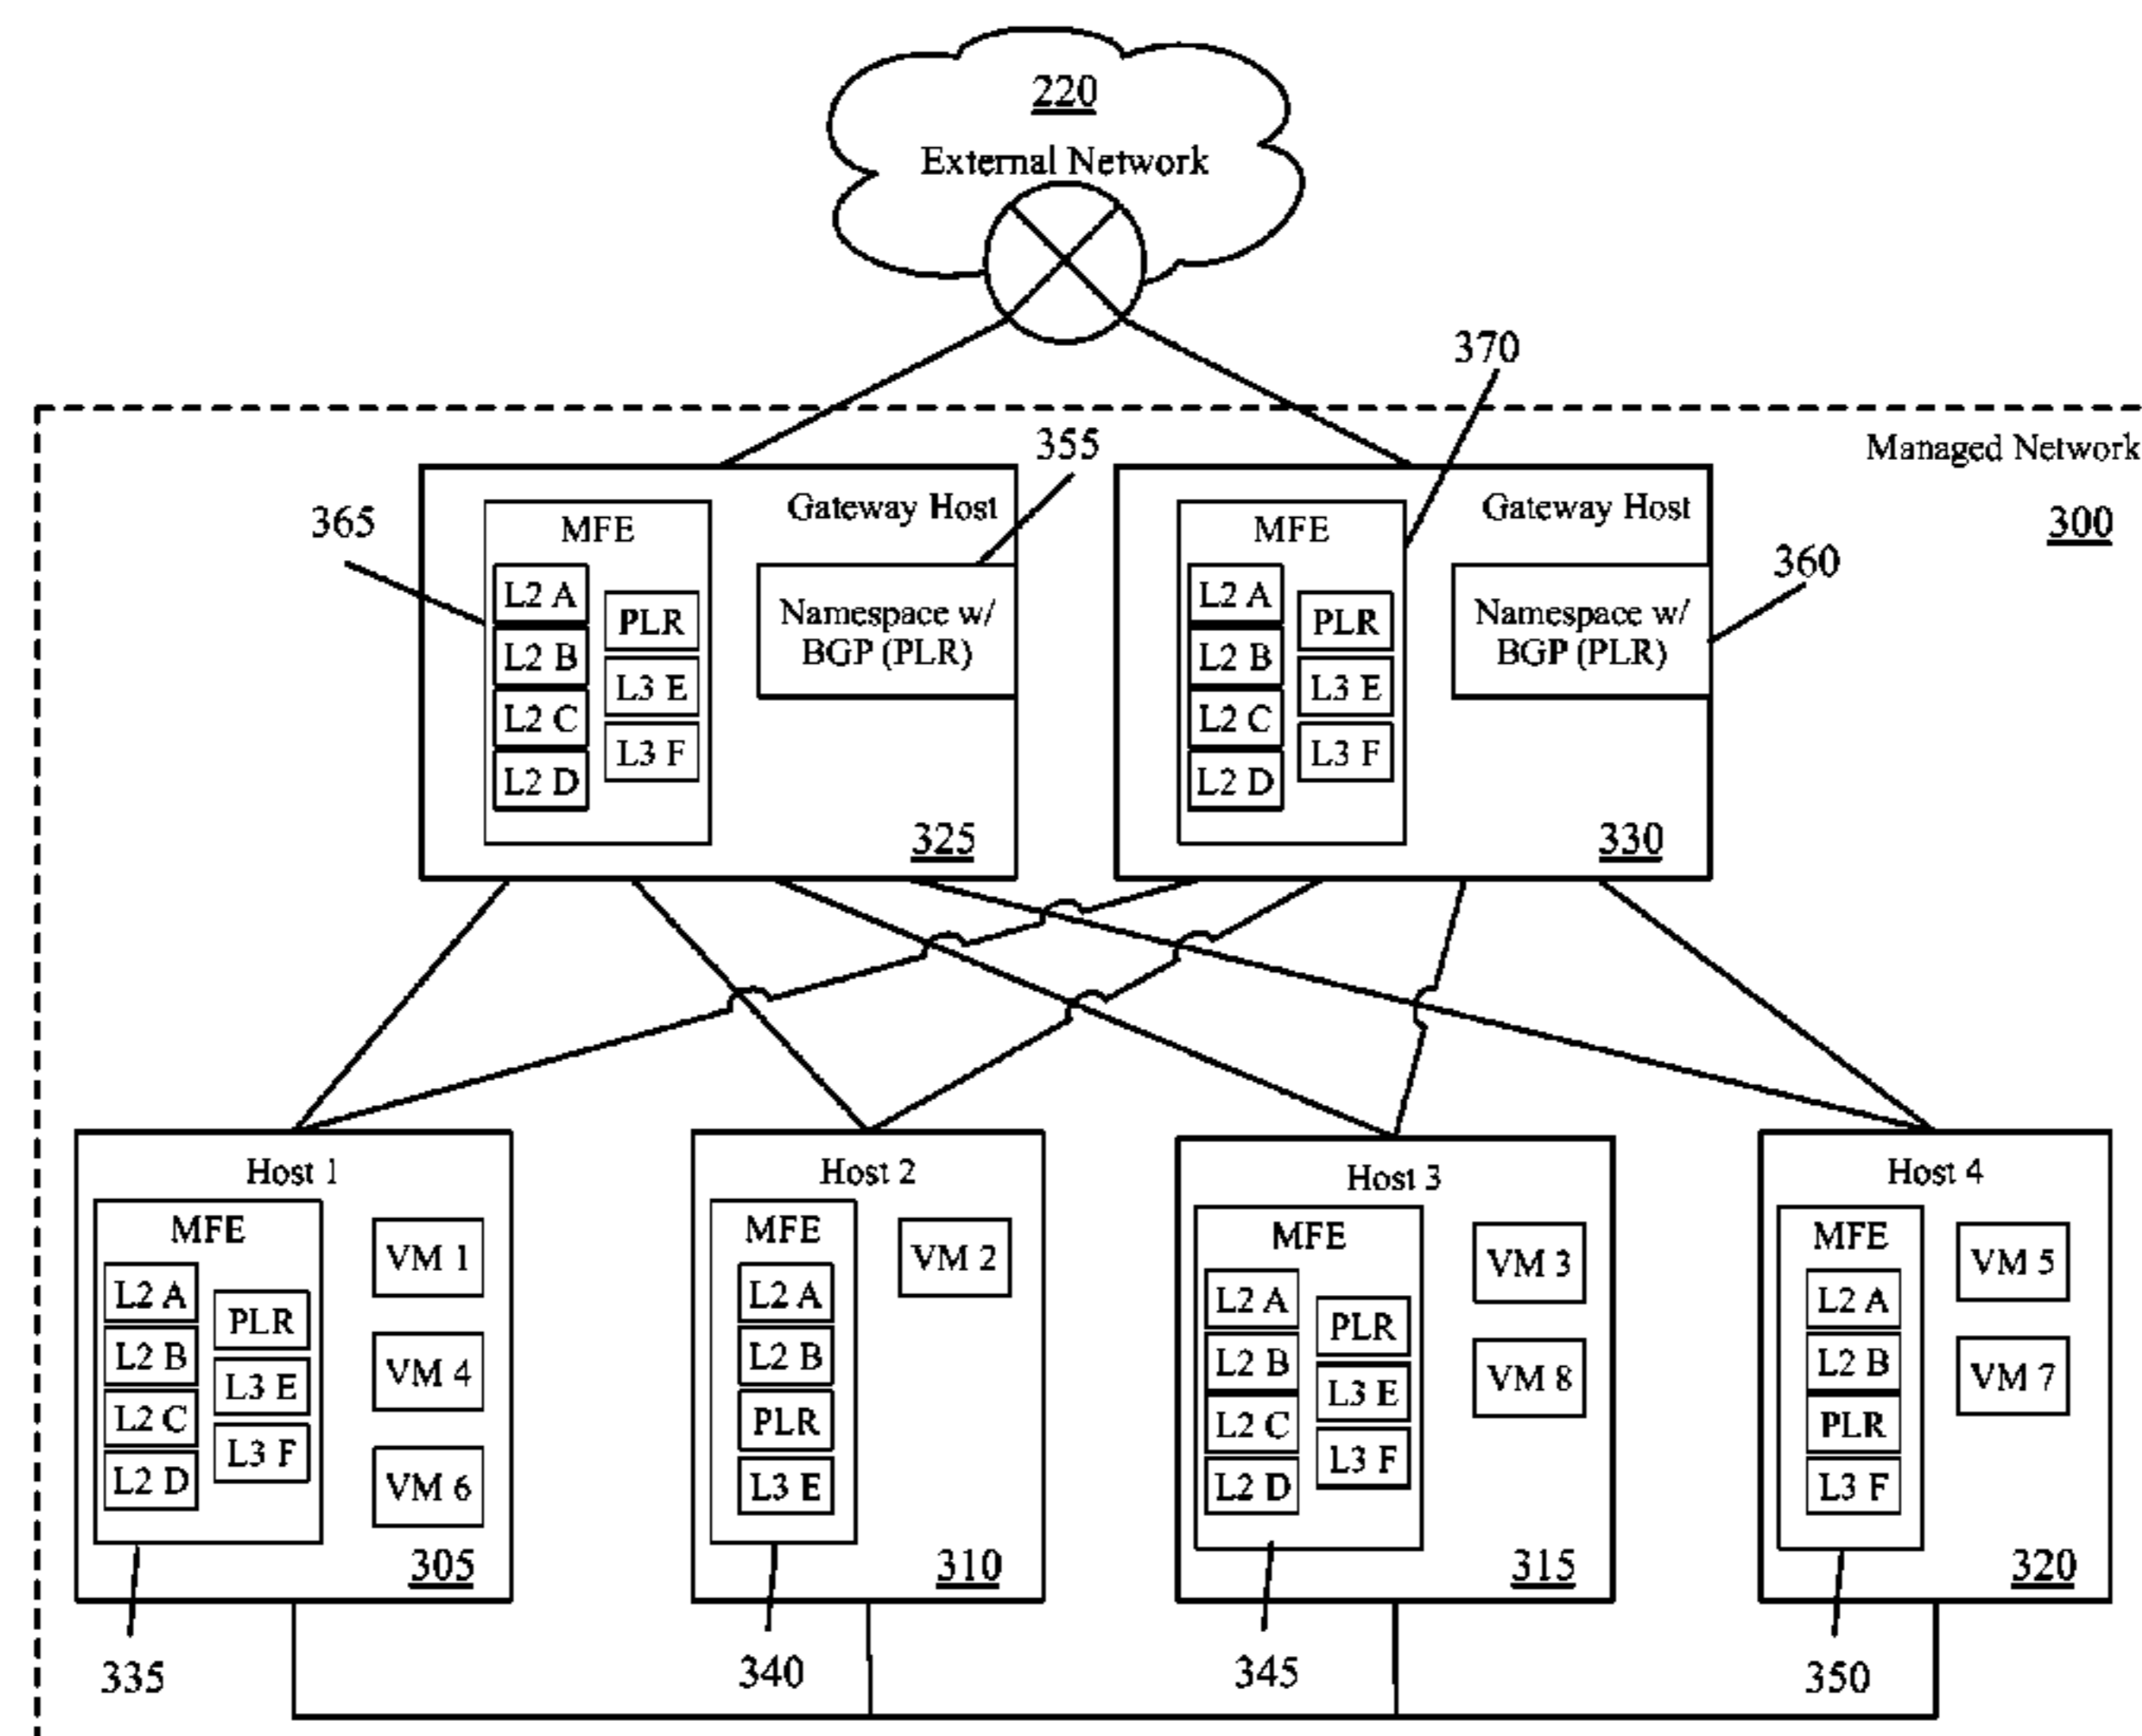 220
External Network
370
Managed Network
300
355
365
Gateway Host
MFE
L2 A
L2 B
L2 C
L2 D
PLR
L3 E
L3 F
Namespace w/
BGP (PLR)
325
Gateway Host
MFE
L2 A
L2 B
L2 C
L2 D
PLR
L3 E
L3 F
Namespace w/
BGP (PLR)
360
330
Host 1
MFE
L2 A
L2 B
L2 C
L2 D
PLR
L3 E
L3 F
VM 1
VM 4
VM 6
305
335
Host 2
MFE
L2 A
L2 B
PLR
L3 E
VM 2
310
340
Host 3
MFE
L2 A
L2 B
L2 C
L2 D
PLR
L3 E
L3 F
VM 3
VM 8
315
345
Host 4
MFE
L2 A
L2 B
PLR
L3 F
VM 5
VM 7
320
350